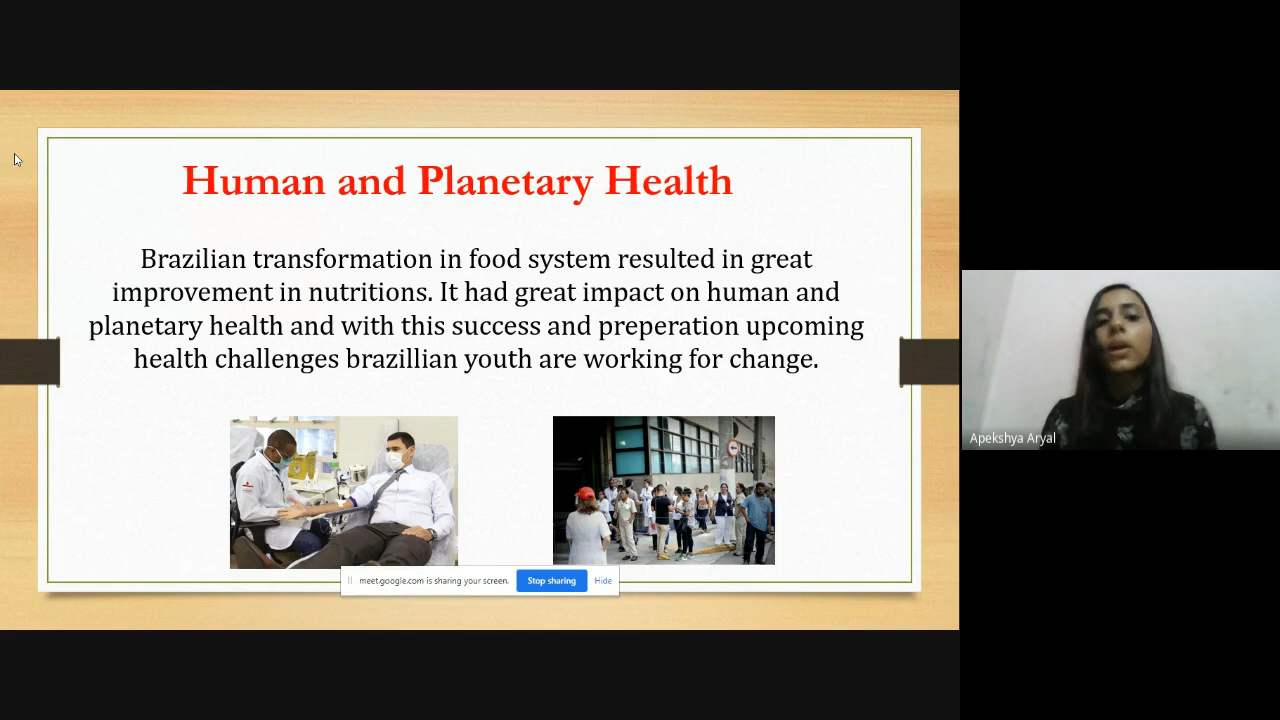 Human and Planetary Health
Brazilian transformation in food system resulted in great
improvement in nutritions. It had great impact on human and
planetary health and with this success and preperation upcoming
health challenges brazillian youth are working for change.
meet.google.com is sharing your screen.
Stop sharing
Hide
Apekshya Aryal